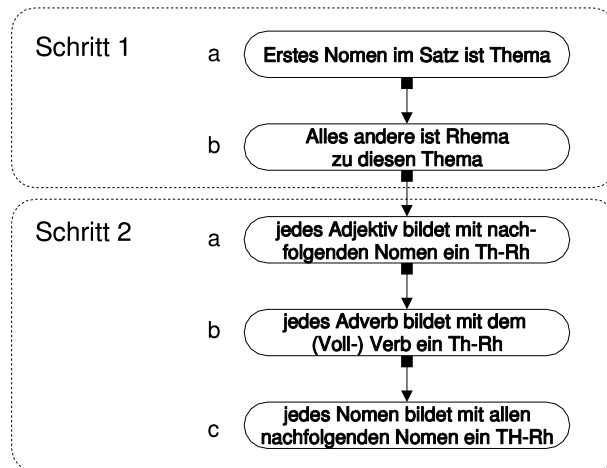 Schritt 1
a
Erstes Nomen im Satz ist Thema
b
Alles andere ist Rhema
zu diesen Thema
Schritt 2
a
jedes Adjektiv bildet mit nach-
folgenden Nomen ein Th-Rh
b
jedes Adverb bildet mit dem
(Voll-) Verb ein Th-Rh
c
jedes Nomen bildet mit allen
nachfolgenden Nomen ein TH-Rh